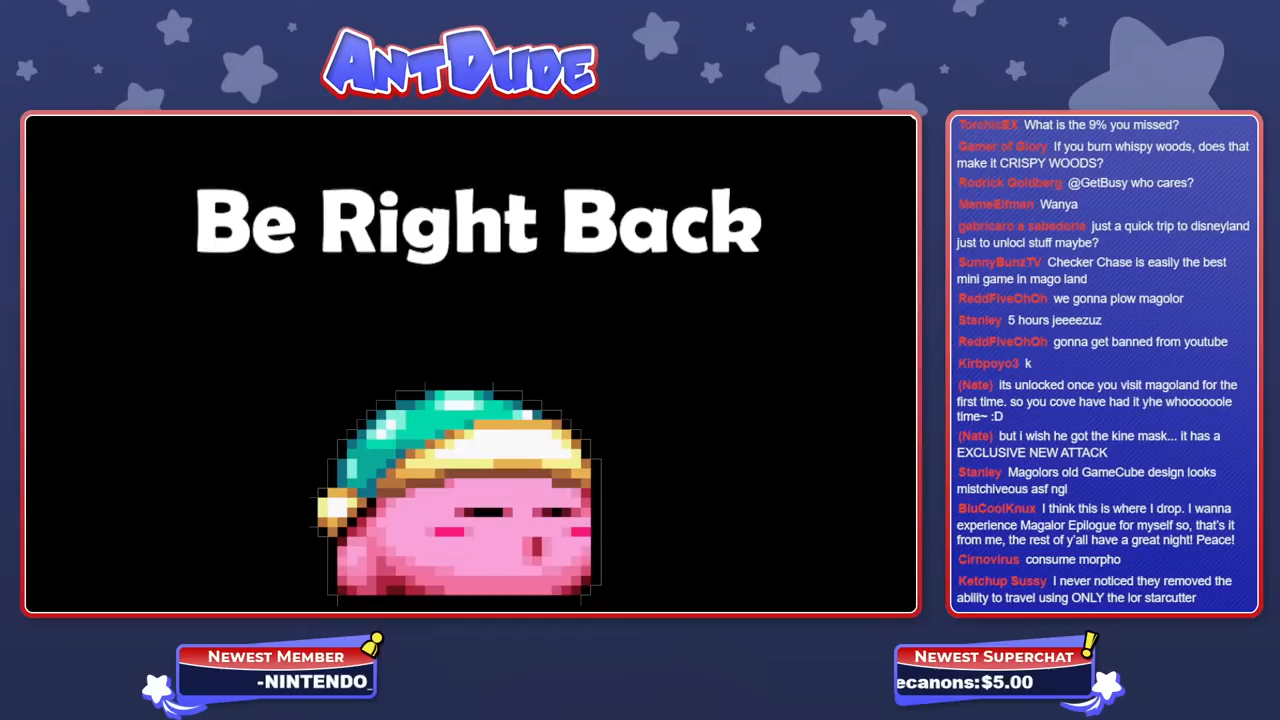 ANTDUDE
Be Right Back
TorchicEX What is the 9% you missed?
Gamer of Glory If you burn whispy woods, does that
make it CRISPY WOODS?
Rodrick Goldberg @GetBusy who cares?
MemeElfman Wanya
gabricaro a sabedoria just a quick trip to disneyland
just to unlocl stuff maybe?
SunnyBunzTV Checker Chase is easily the best
mini game in mago land
ReddFiveOhOh we gonna plow magolor
Stanley 5 hours jeeeezuz
ReddFiveOhOh gonna get banned from youtube
Kirbpoyo3 k
(Nate) its unlocked once you visit magoland for the
first time. so you cove have had it yhe whoooooole
time~ :D
(Nate) but i wish he got the kine mask... it has a
EXCLUSIVE NEW ATTACK
Stanley Magolors old GameCube design looks
mistchiveous asf ngl
BluCoolKnux I think this is where I drop. I wanna
experience Magalor Epilogue for myself so, that's it
from me, the rest of y'all have a great night! Peace!
Cirnovirus consume morpho
Ketchup Sussy I never noticed they removed the
ability to travel using ONLY the lor starcutter
NEWEST MEMBER
-NINTENDO_
NEWEST SUPERCHAT
ecanons:$5.00